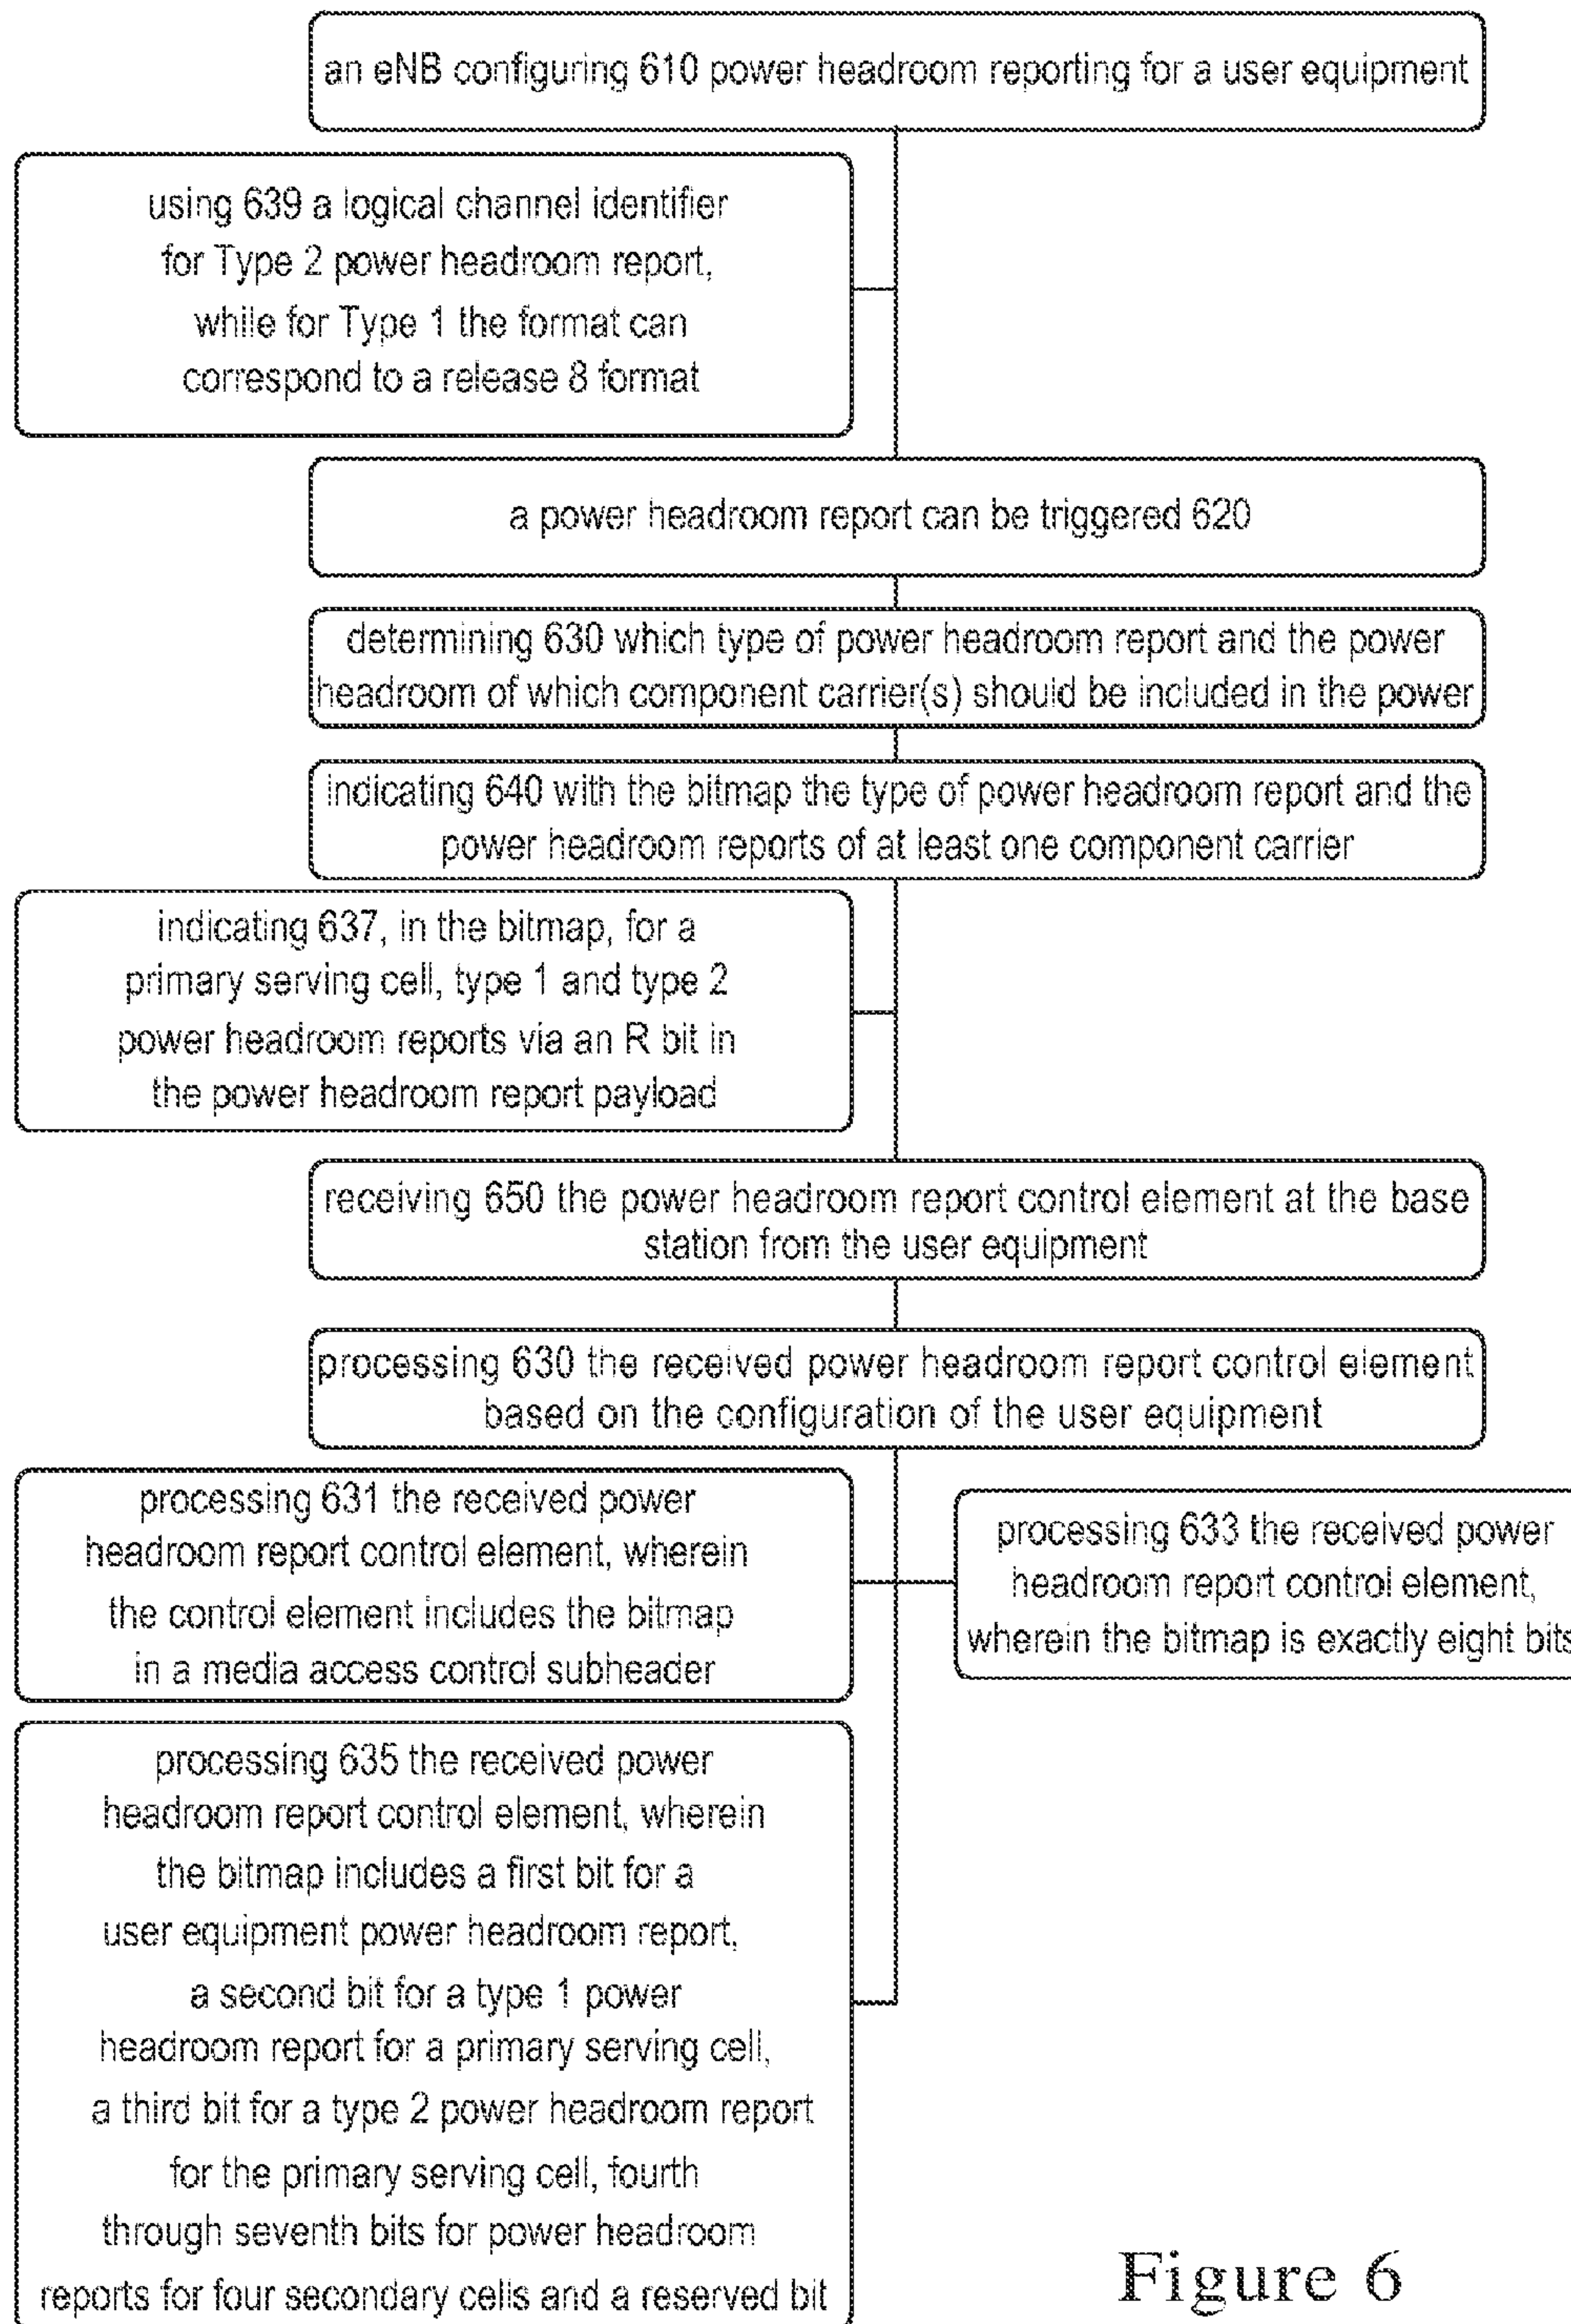 an eNB configuring 610 power headroom reporting for a user equipment
using 639 a logical channel identifier
for Type 2 power headroom report,
while for Type 1 the format can
correspond to a release 8 format
a power headroom report can be triggered 620
determining 630 which type of power headroom report and the power
headroom of which component carrier(s) should be included in the power
indicating 640 with the bitmap the type of power headroom report and the
power headroom reports of at least one component carrier
indicating 637, in the bitmap, for a
primary serving cell, type 1 and type 2
power headroom reports via an R bit in
the power headroom report payload
receiving 650 the power headroom report control element at the base
station from the user equipment
processing 630 the received power headroom report control element
based on the configuration of the user equipment
processing 631 the received power
headroom report control element, wherein
the control element includes the bitmap
in a media access control subheader
processing 633 the received power
headroom report control element,
wherein the bitmap is exactly eight bits
processing 635 the received power
headroom report control element, wherein
the bitmap includes a first bit for a
user equipment power headroom report,
a second bit for a type 1 power
headroom report for a primary serving cell,
a third bit for a type 2 power headroom report
for the primary serving cell, fourth
through seventh bits for power headroom
reports for four secondary cells and a reserved bit
Figure 6